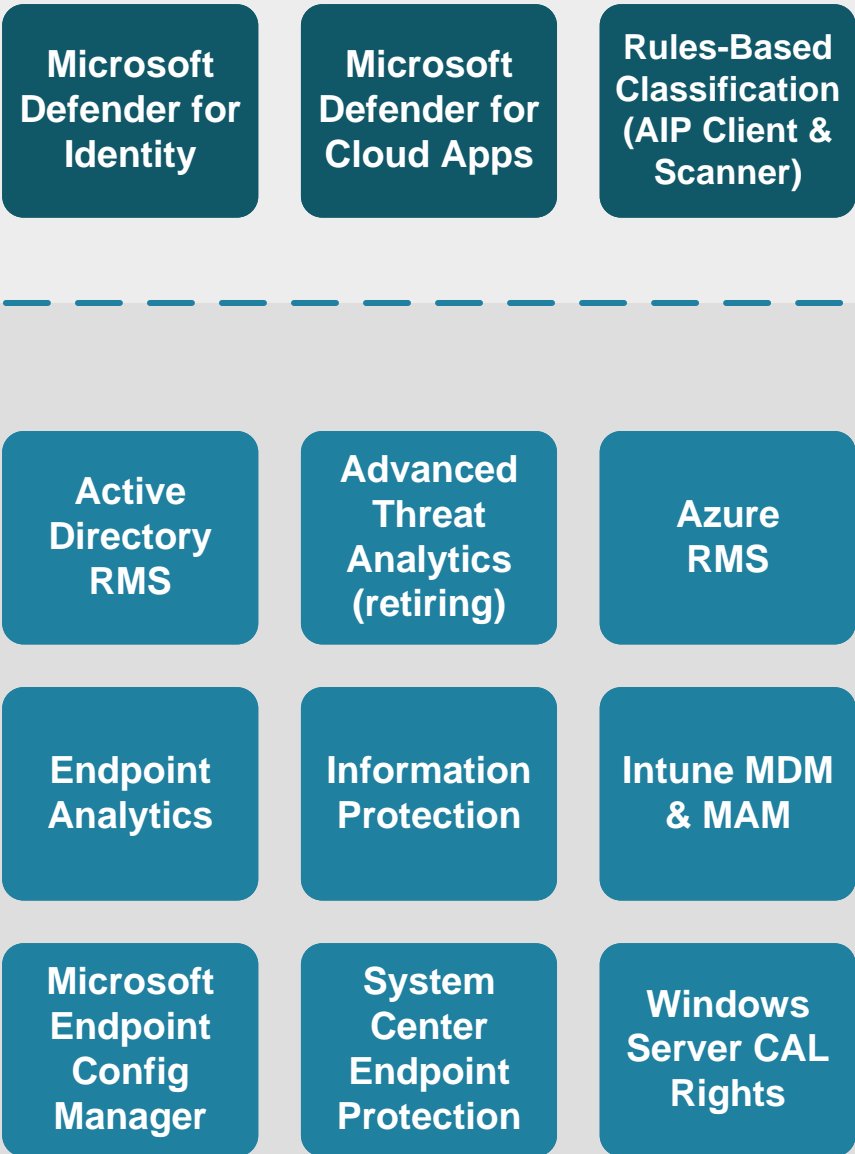 Microsoft
Defender for
Identity
Microsoft
Defender for
Cloud Apps
Rules-Based
Classification
(AIP Client &
Scanner)
Active
Directory
RMS
Advanced
Threat
Analytics
(retiring)
Azure
RMS
Endpoint
Analytics
Information
Protection
Intune MDM
& MAM
Microsoft
Endpoint
Config
Manager
System
Center
Endpoint
Protection
Windows
Server CAL
Rights